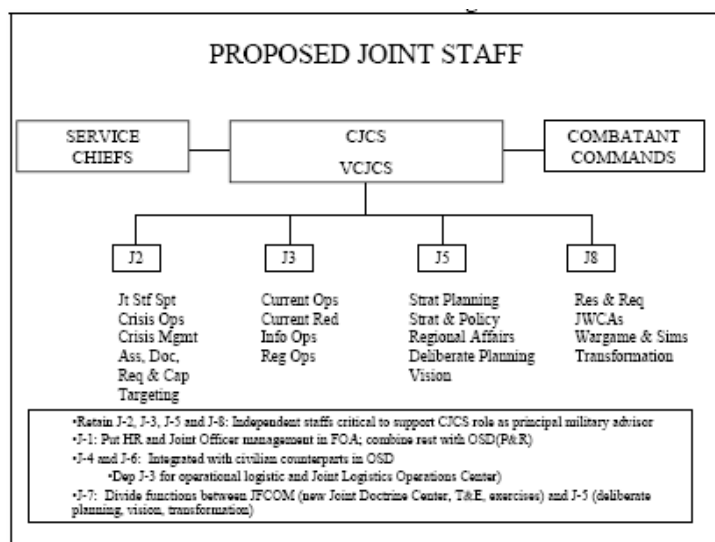 PROPOSED JOINT STAFF
SERVICE
CHIEFS
CJCS
VCJCS
COMBATANT
COMMANDS
J2
J3
J5
J8
Jt Stf Spt
Crisis Ops
Crisis Mgmt
Ass, Doc,
Req & Cap
Targeting
Current Ops
Current Red
Info Ops
Reg Ops
Strat Planning
Strat & Policy
Regional Affairs
Deliberate Planning
Vision
Res & Req
JWCAs
Wargame & Sims
Transformation
•Retain J-2, J-3, J-5 and J-8: Independent staffs critical to support CJCS role as principal military advisor
•J-1: Put HR and Joint Officer management in FOA; combine rest with OSD(P&R)
•J-4 and J-6: Integrated with civilian counterparts in OSD
•Dep J-3 for operational logistic and Joint Logistics Operations Center)
•J-7: Divide functions between JFCOM (new Joint Doctrine Center, T&E, exercises) and J-5 (deliberate
planning, vision, transformation)